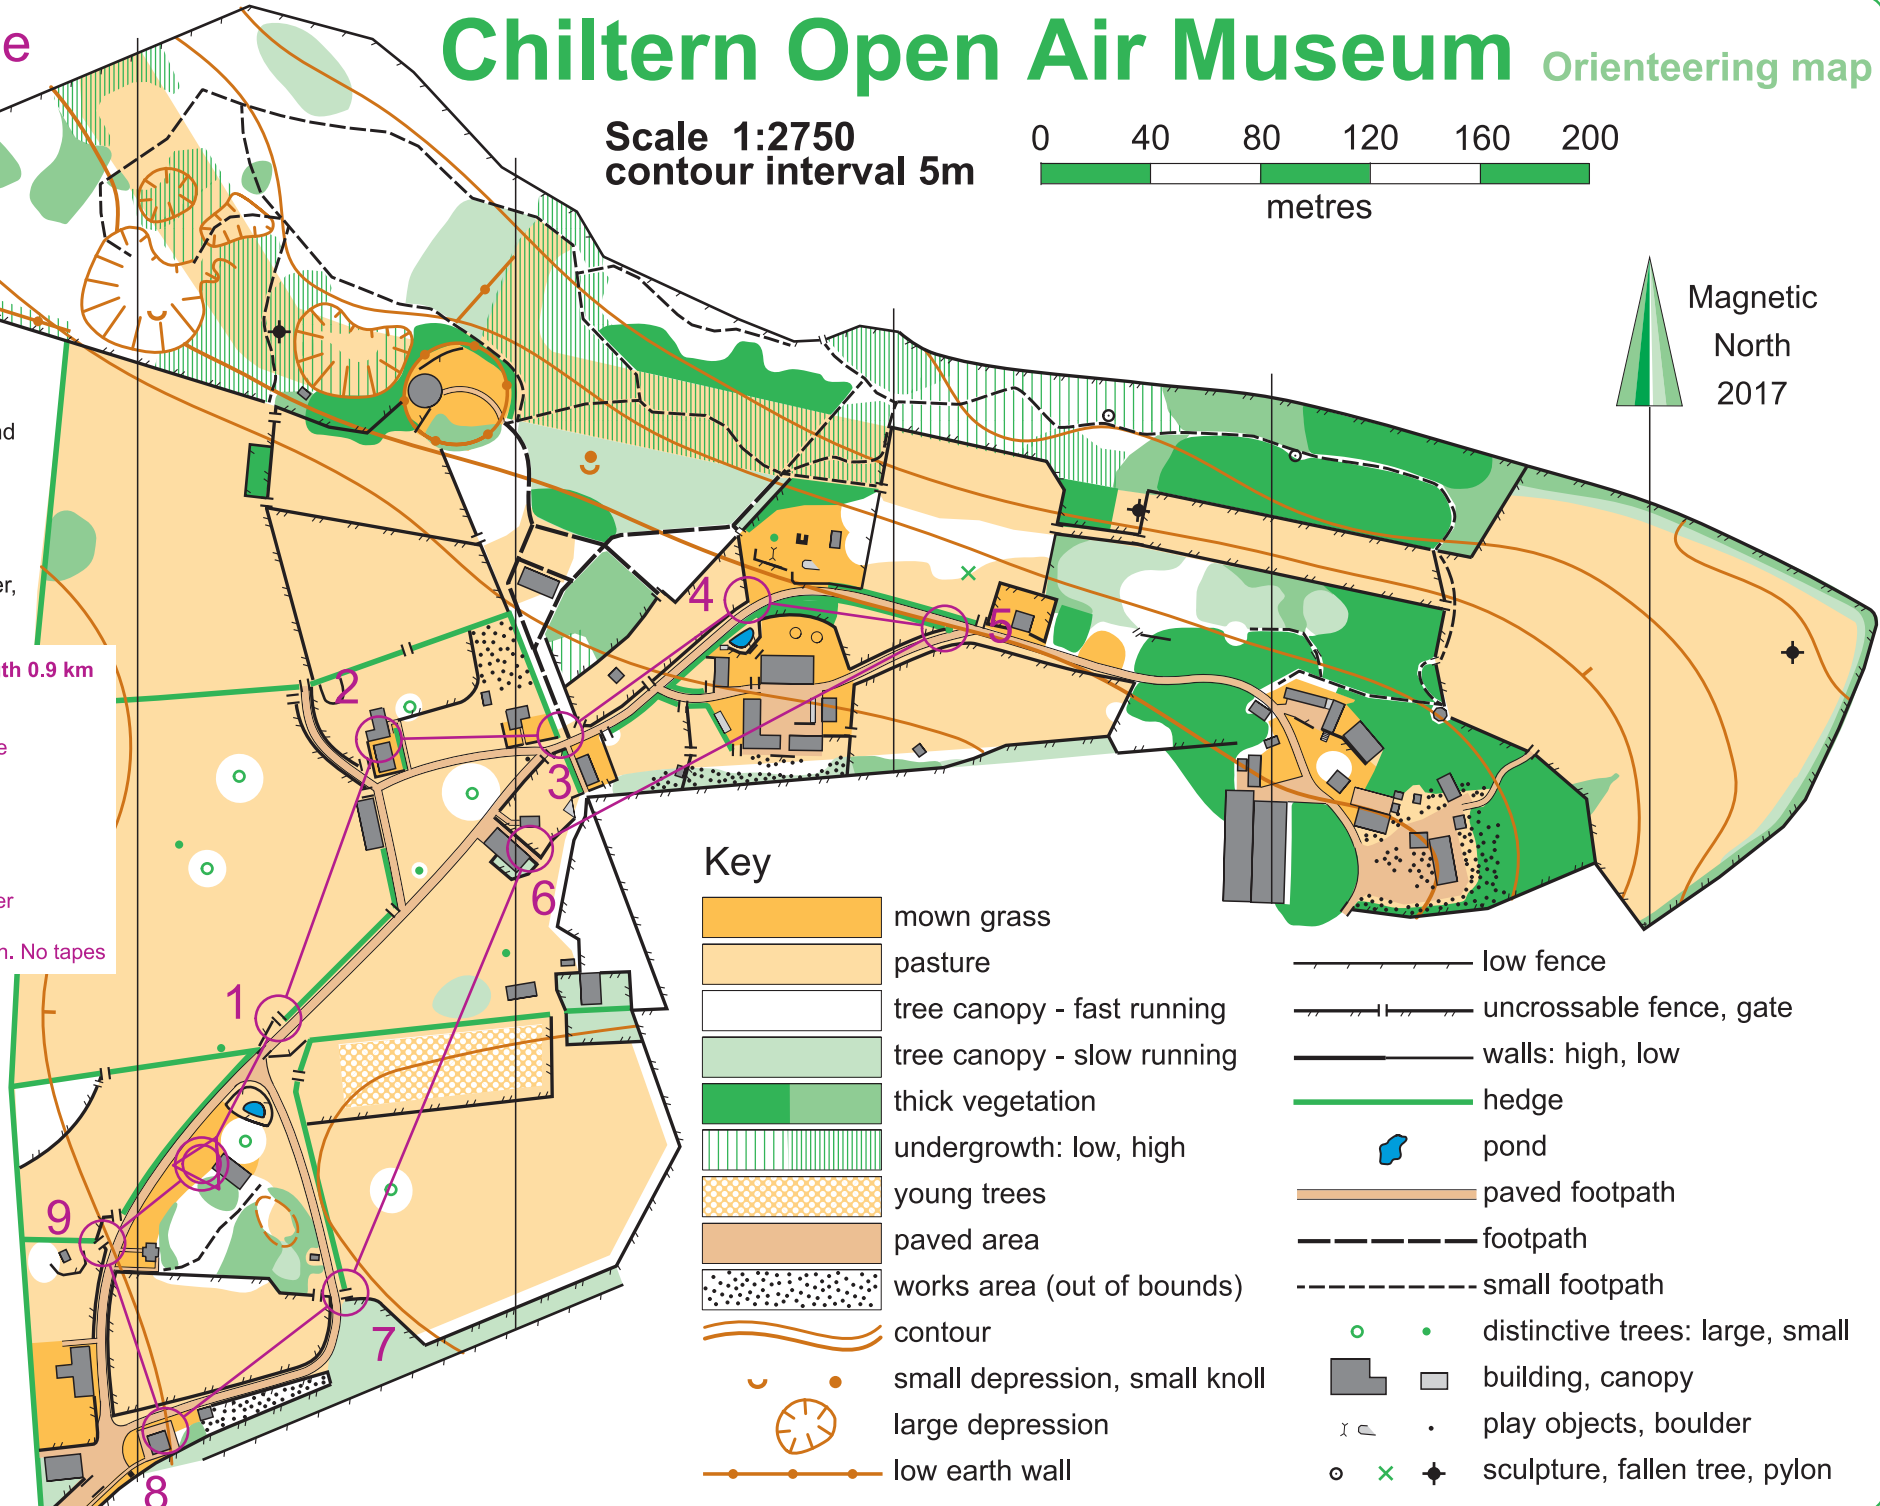 e
Chiltern Open Air Museum Orienteering map
Scale 1:2750
contour interval 5m
0 40 80 120 160 200
metres
Magnetic
North
2017
er,
th 0.9 km
e
er
n. No tapes
1
2
3
4
5
6
7
8
9
Key
mown grass
pasture
tree canopy - fast running
tree canopy - slow running
thick vegetation
undergrowth: low, high
young trees
paved area
works area (out of bounds)
contour
small depression, small knoll
large depression
low earth wall
low fence
uncrossable fence, gate
walls: high, low
hedge
pond
paved footpath
footpath
small footpath
distinctive trees: large, small
building, canopy
play objects, boulder
sculpture, fallen tree, pylon